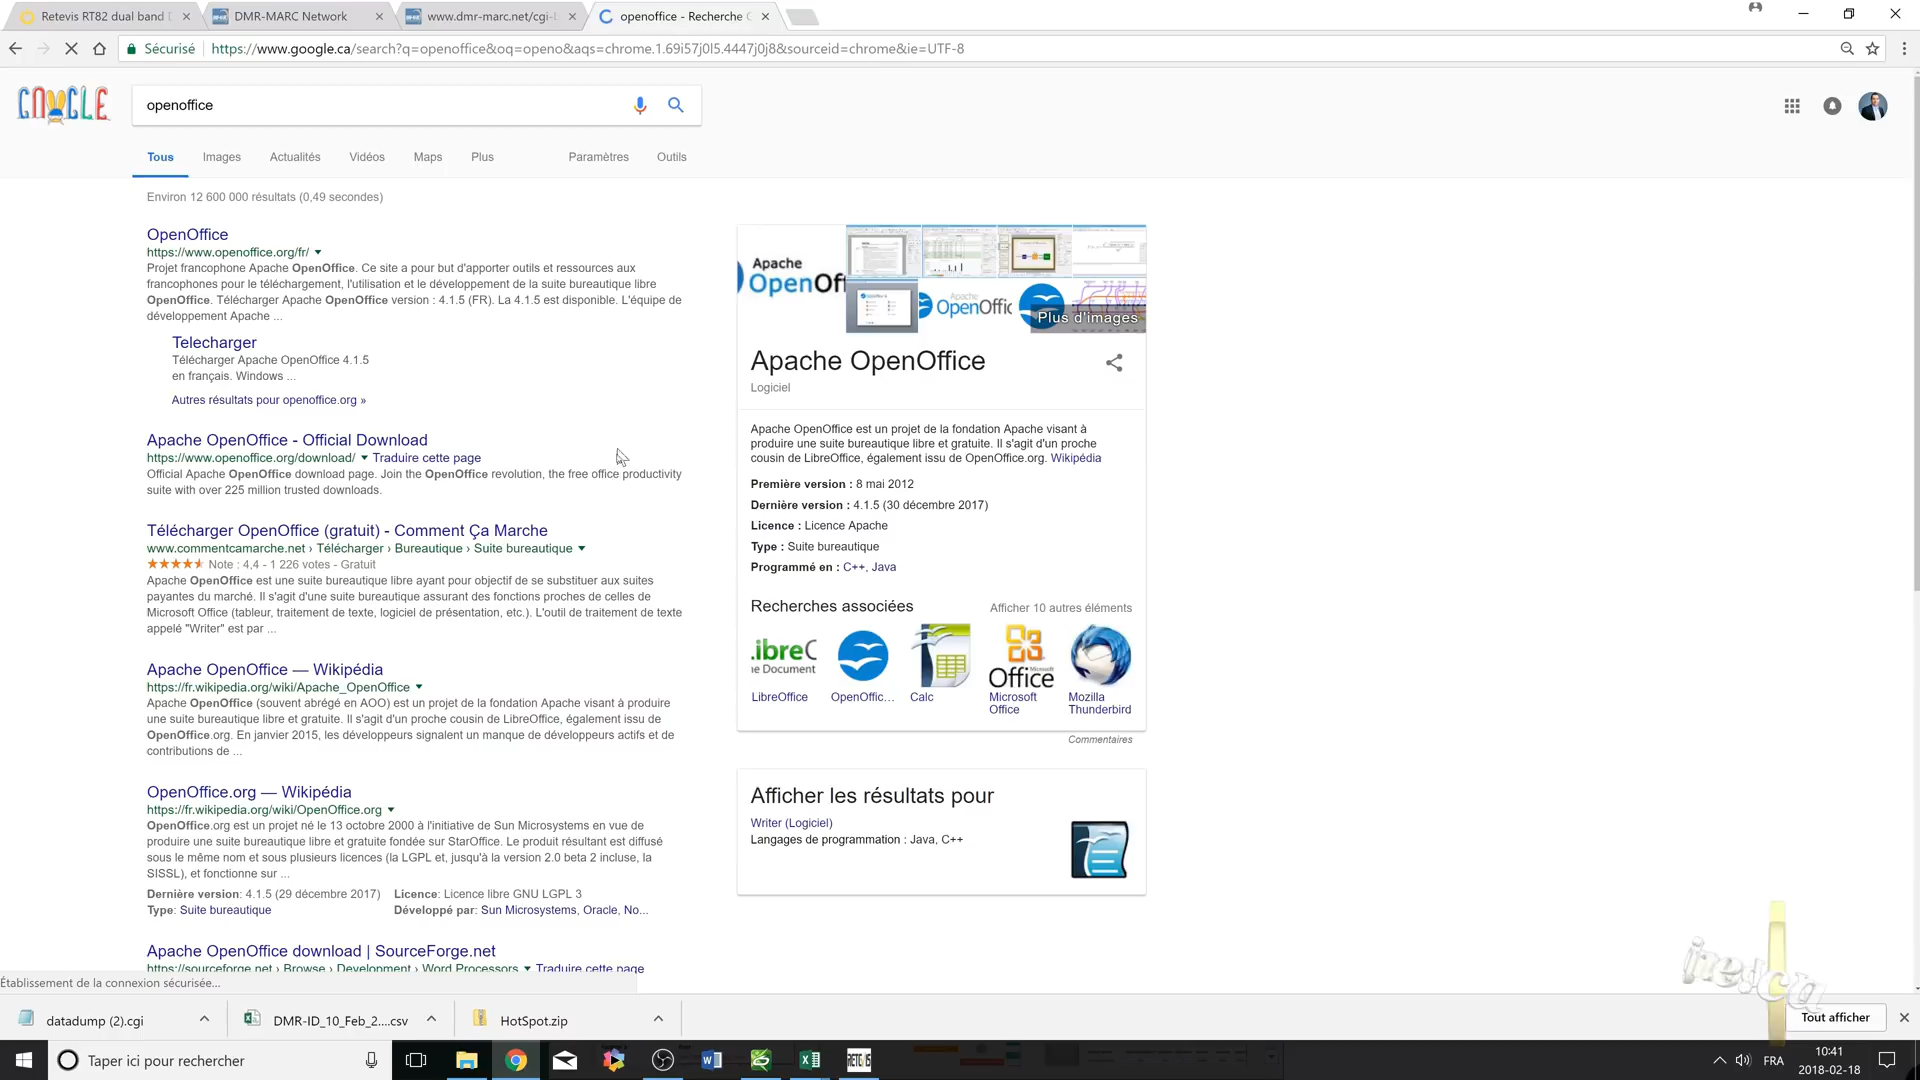 Retevis RT82 dual band
DMR-MARC Network
www.dmr-marc.net/cgi-
openoffice - Recherche
Sécurisé
https://www.google.ca/search?q=openoffice&oq=openo&aqs=chrome.1.69i57j0l5.4447j0j8&sourceid=chrome&ie=UTF-8
openoffice
Tous Images Actualités Vidéos Maps Plus Paramètres Outils
Environ 12 600 000 résultats (0,49 secondes)
OpenOffice
https://www.openoffice.org/fr/
Projet francophone Apache OpenOffice. Ce site a pour but d'apporter outils et ressources aux
francophones pour le téléchargement, l'utilisation et le développement de la suite bureautique libre
OpenOffice. Télécharger Apache OpenOffice version : 4.1.5 (FR). La 4.1.5 est disponible. L'équipe de
développement Apache ...
Telecharger
Télécharger Apache OpenOffice 4.1.5
en français. Windows ...
Autres résultats pour openoffice.org »
Apache OpenOffice - Official Download
https://www.openoffice.org/download/ Traduire cette page
Official Apache OpenOffice download page. Join the OpenOffice revolution, the free office productivity
suite with over 225 million trusted downloads.
Télécharger OpenOffice (gratuit) - Comment Ça Marche
www.commentcamarche.net › Télécharger › Bureautique › Suite bureautique
Note : 4,4 - 1 226 votes - Gratuit
Apache OpenOffice est une suite bureautique libre ayant pour objectif de se substituer aux suites
payantes du marché. Il s'agit d'une suite bureautique assurant des fonctions proches de celles de
Microsoft Office (tableur, traitement de texte, logiciel de présentation, etc.). L'outil de traitement de texte
appelé "Writer" est par ...
Apache OpenOffice — Wikipédia
https://fr.wikipedia.org/wiki/Apache_OpenOffice
Apache OpenOffice (souvent abrégé en AOO) est un projet de la fondation Apache visant à produire
une suite bureautique libre et gratuite. Il s'agit d'un proche cousin de LibreOffice, également issu de
OpenOffice.org. En janvier 2015, les développeurs signalent un manque de développeurs actifs et de
contributions de ...
OpenOffice.org — Wikipédia
https://fr.wikipedia.org/wiki/OpenOffice.org
OpenOffice.org est un projet né le 13 octobre 2000 à l'initiative de Sun Microsystems en vue de
produire une suite bureautique libre et gratuite fondée sur StarOffice. Le produit résultant est diffusé
sous le même nom et sous plusieurs licences (la LGPL et, jusqu'à la version 2.0 beta 2 incluse, la
SISSL), et fonctionne sur ...
Dernière version: 4.1.5 (29 décembre 2017) Licence: Licence libre GNU LGPL 3
Type: Suite bureautique Développé par: Sun Microsystems, Oracle, No...
Apache OpenOffice download | SourceForge.net
https://sourceforge.net › Browse › Development › Word Processors Traduire cette page
Apache
Plus d'images
Apache OpenOffice
Logiciel
Apache OpenOffice est un projet de la fondation Apache visant à
produire une suite bureautique libre et gratuite. Il s'agit d'un proche
cousin de LibreOffice, également issu de OpenOffice.org. Wikipédia
Première version : 8 mai 2012
Dernière version : 4.1.5 (30 décembre 2017)
Licence : Licence Apache
Type : Suite bureautique
Programmé en : C++, Java
Recherches associées Afficher 10 autres éléments
LibreOffice OpenOffic... Calc Microsoft Office Mozilla Thunderbird
Commentaires
Afficher les résultats pour
Writer (Logiciel)
Langages de programmation : Java, C++
Établissement de la connexion sécurisée...
datadump (2).cgi
DMR-ID_10_Feb_2....csv
HotSpot.zip
Tout afficher
Taper ici pour rechercher
FRA
10:41
2018-02-18